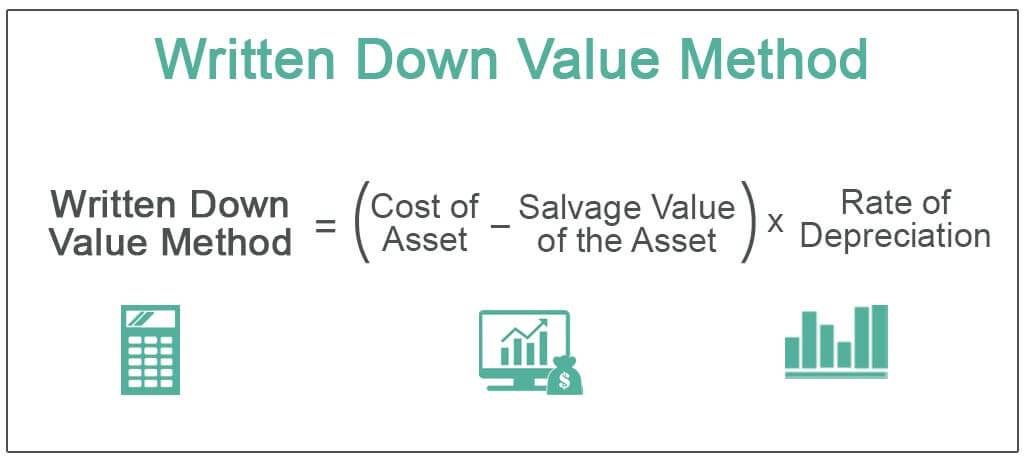 Written Down Value Method
Written Down
Value Method
=
(
Cost of
Asset
–
Salvage Value
of the Asset
)
x
Rate of
Depreciation
$